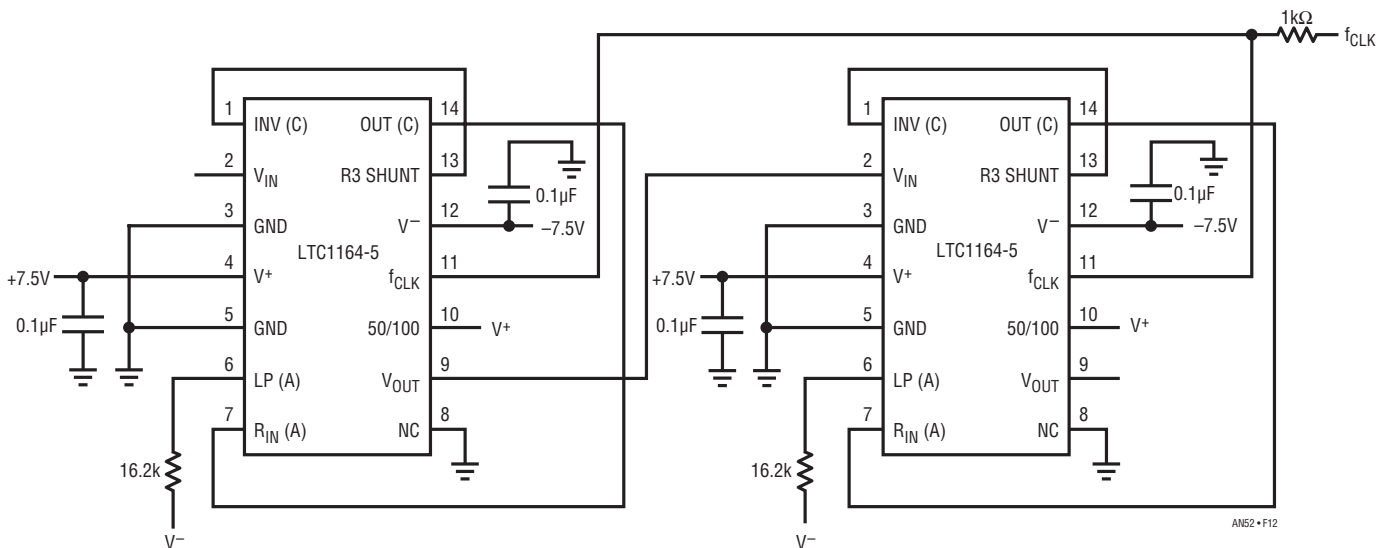 1kΩ
fCLK
1
INV (C)
OUT (C)
14
2
VIN
R3 SHUNT
13
0.1µF
3
GND
V–
12
–7.5V
LTC1164-5
+7.5V
4
V+
fCLK
11
0.1µF
5
GND
50/100
10
V+
6
LP (A)
VOUT
9
7
RIN (A)
NC
8
16.2k
V–
1
INV (C)
OUT (C)
14
2
VIN
R3 SHUNT
13
0.1µF
3
GND
V–
12
–7.5V
LTC1164-5
+7.5V
4
V+
fCLK
11
0.1µF
5
GND
50/100
10
V+
6
LP (A)
VOUT
9
7
RIN (A)
NC
8
16.2k
V–
AN52 • F12